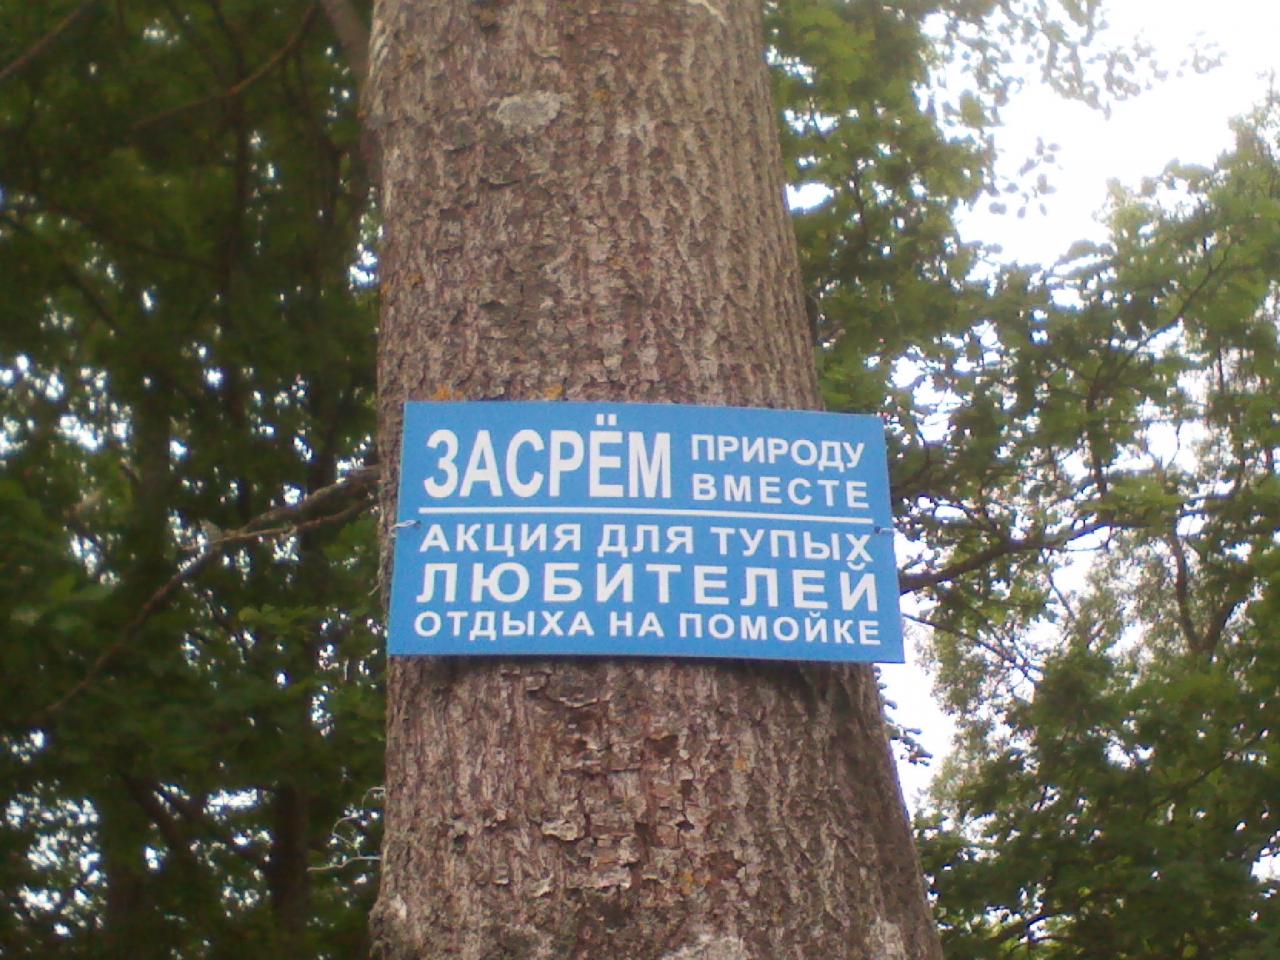 ЗАСРЁМ ПРИРОДУ
ВМЕСТЕ
АКЦИЯ ДЛЯ ТУПЫХ
ЛЮБИТЕЛЕЙ
ОТДЫХА НА ПОМОЙКЕ